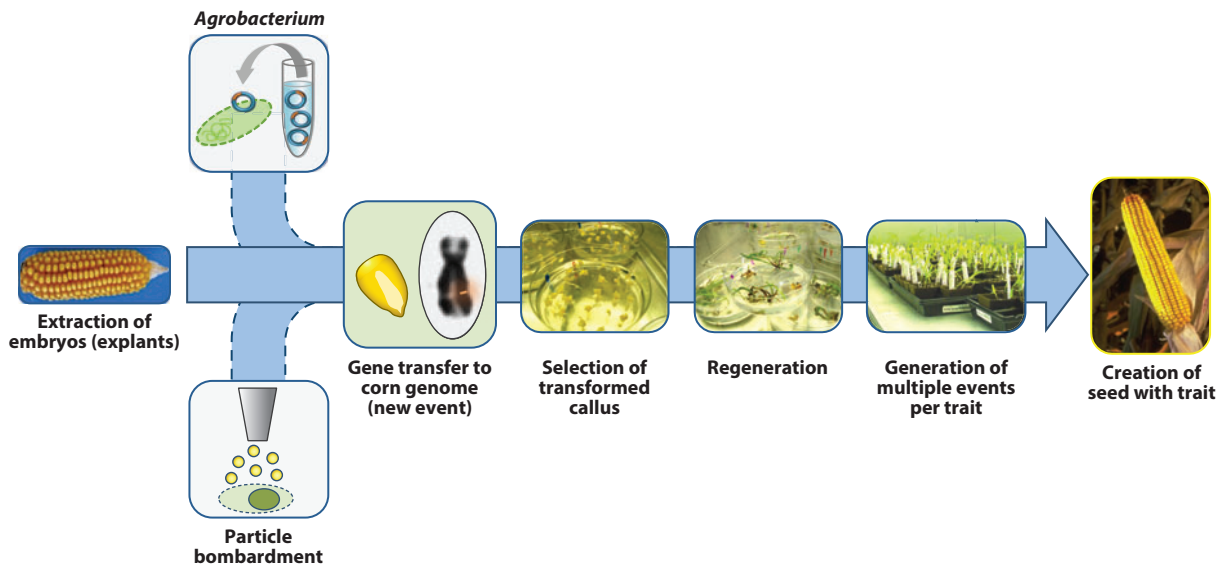 Agrobacterium
Extraction of
embryos (explants)
Particle
bombardment
Gene transfer to
corn genome
(new event)
Selection of
transformed
callus
Regeneration
Generation of
multiple events
per trait
Creation of
seed with trait